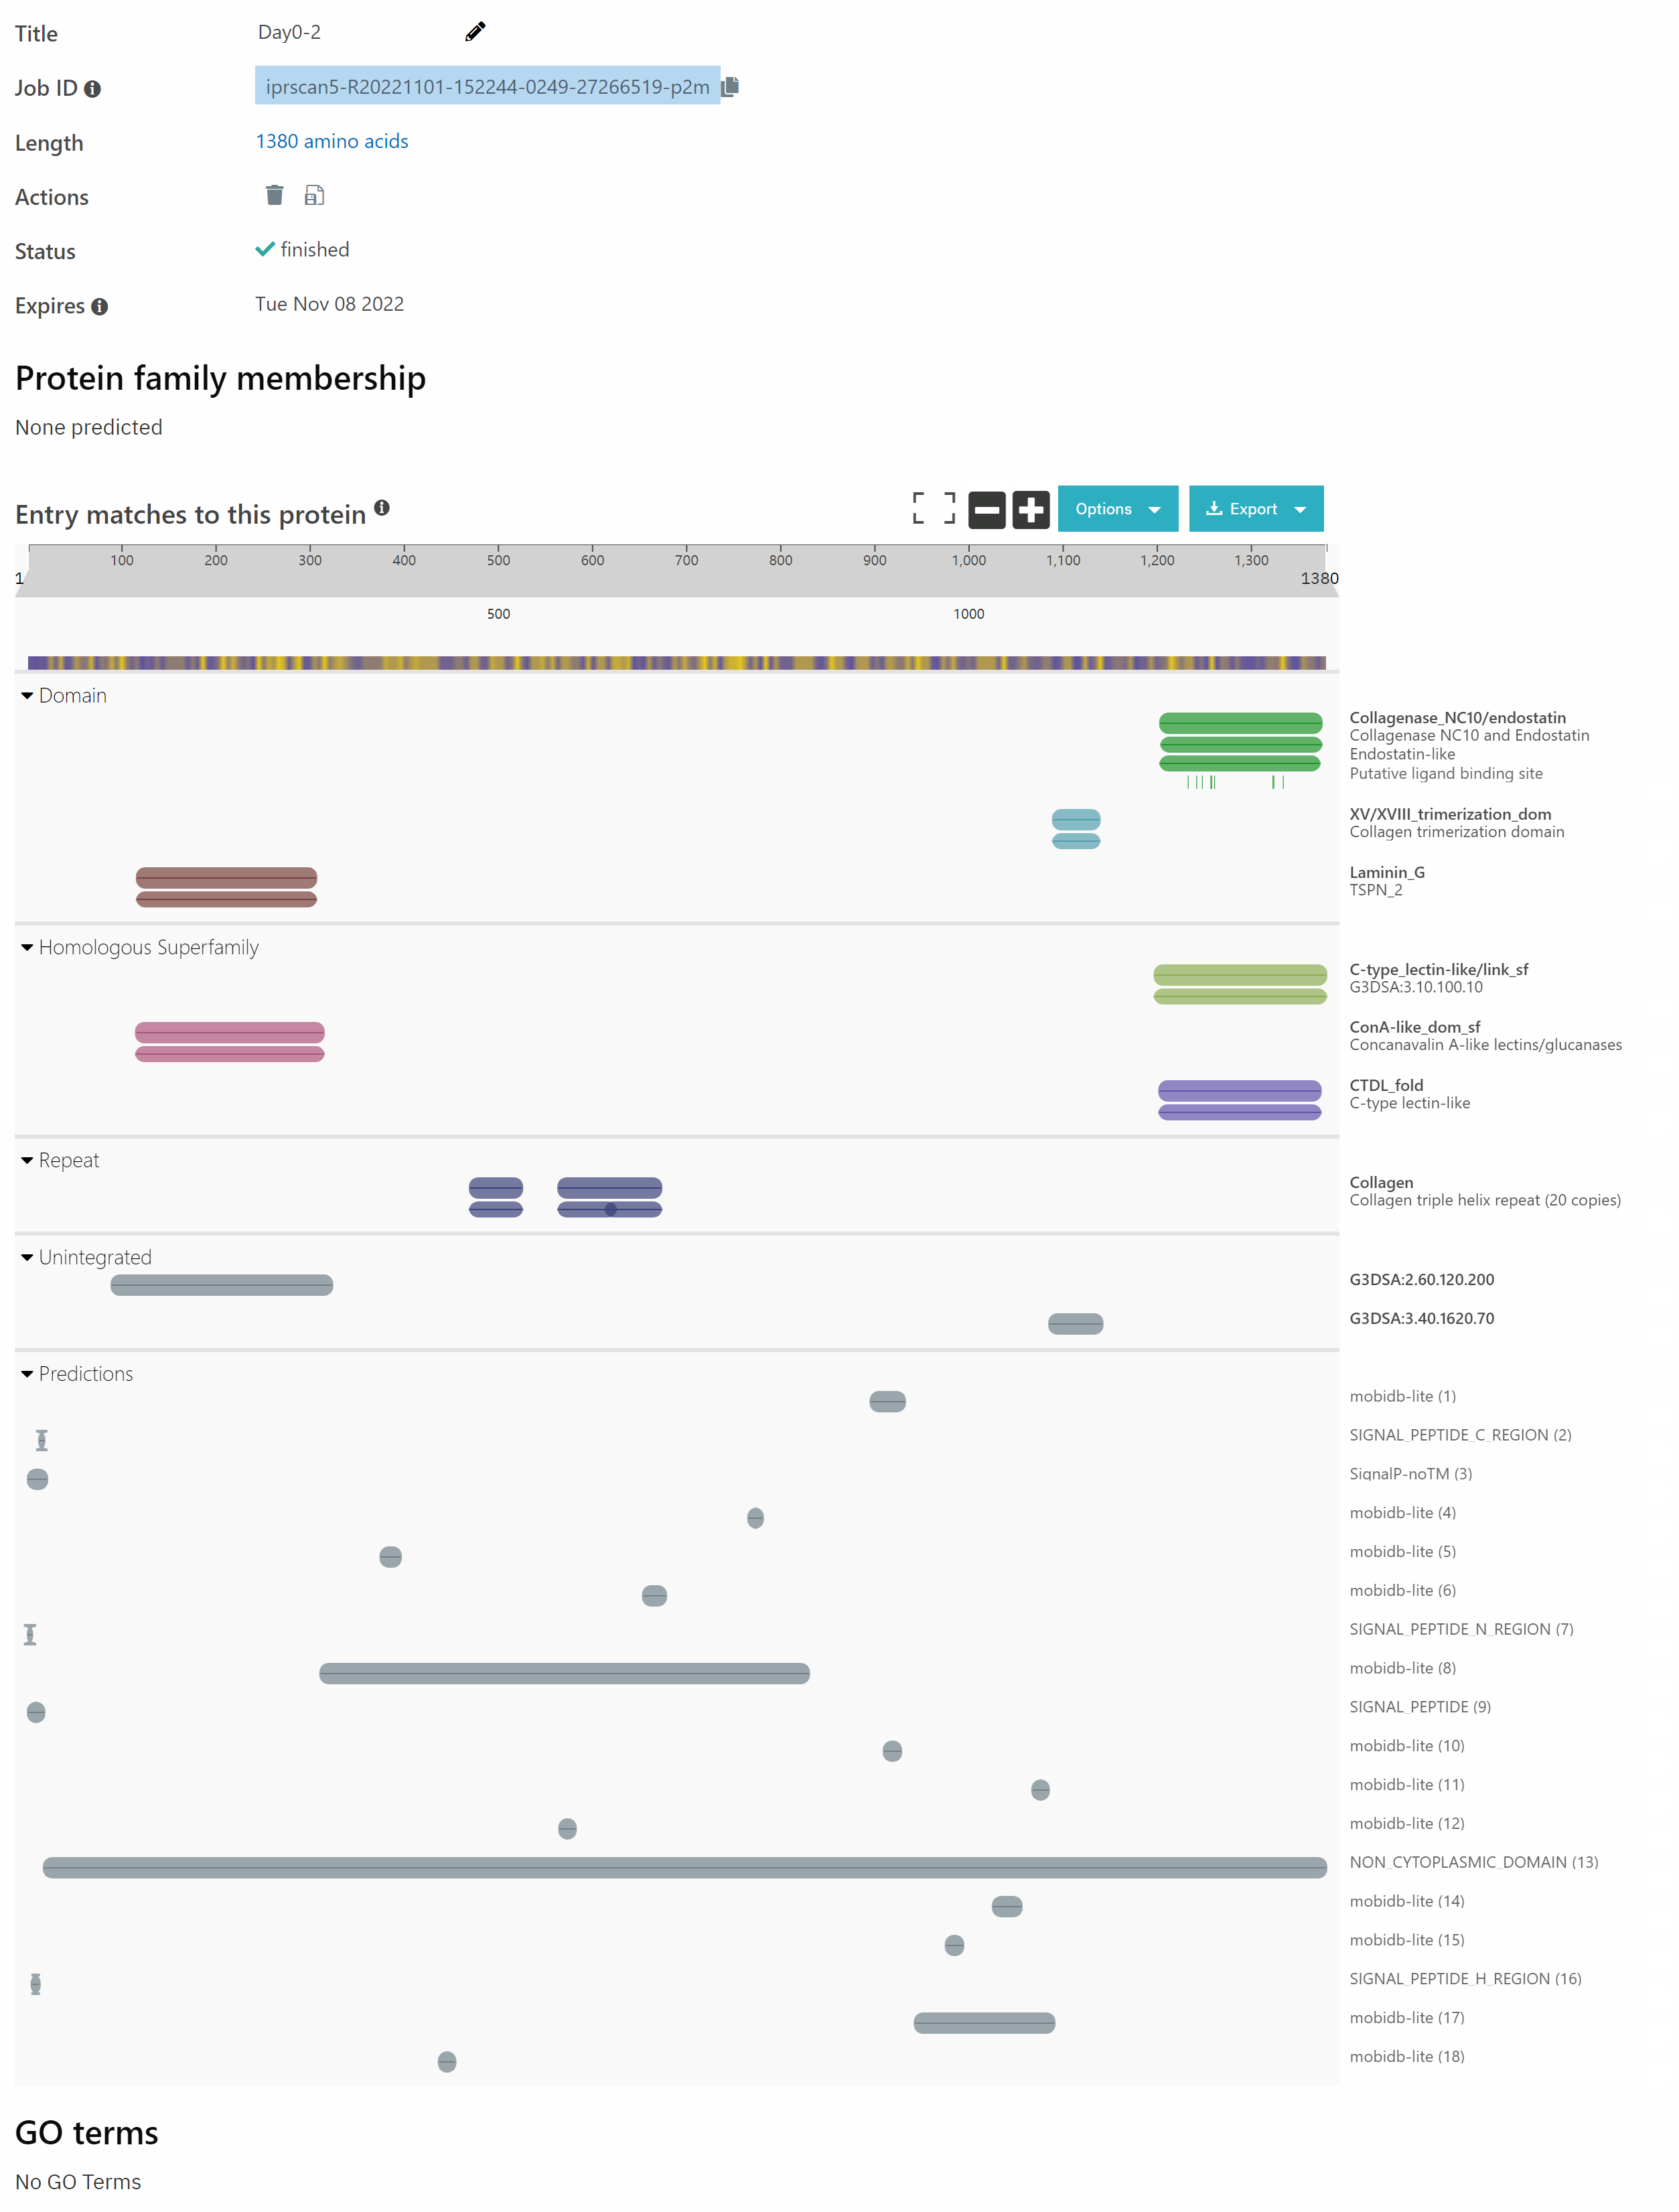 Title Day0-2
Job ID iprscan5-R20221101-152244-0249-27266519-p2m
Length 1380 amino acids
Actions
Status finished
Expires Tue Nov 08 2022
Protein family membership
None predicted
Entry matches to this protein
Options Export
100 200 300 400 500 600 700 800 900 1,000 1,100 1,200 1,300
1 1380
500 1000
Domain
Collagenase_NC10/endostatin
Collagenase NC10 and Endostatin
Endostatin-like
Putative ligand binding site
XV/XVIII_trimerization_dom
Collagen trimerization domain
Laminin_G
TSPN_2
Homologous Superfamily
C-type_lectin-like/link_sf
G3DSA:3.10.100.10
ConA-like_dom_sf
Concanavalin A-like lectins/glucanases
CTDL_fold
C-type lectin-like
Repeat
Collagen
Collagen triple helix repeat (20 copies)
Unintegrated
G3DSA:2.60.120.200
G3DSA:3.40.1620.70
Predictions
mobidb-lite (1)
SIGNAL_PEPTIDE_C_REGION (2)
SignalP-noTM (3)
mobidb-lite (4)
mobidb-lite (5)
mobidb-lite (6)
SIGNAL_PEPTIDE_N_REGION (7)
mobidb-lite (8)
SIGNAL_PEPTIDE (9)
mobidb-lite (10)
mobidb-lite (11)
mobidb-lite (12)
NON_CYTOPLASMIC_DOMAIN (13)
mobidb-lite (14)
mobidb-lite (15)
SIGNAL_PEPTIDE_H_REGION (16)
mobidb-lite (17)
mobidb-lite (18)
GO terms
No GO Terms